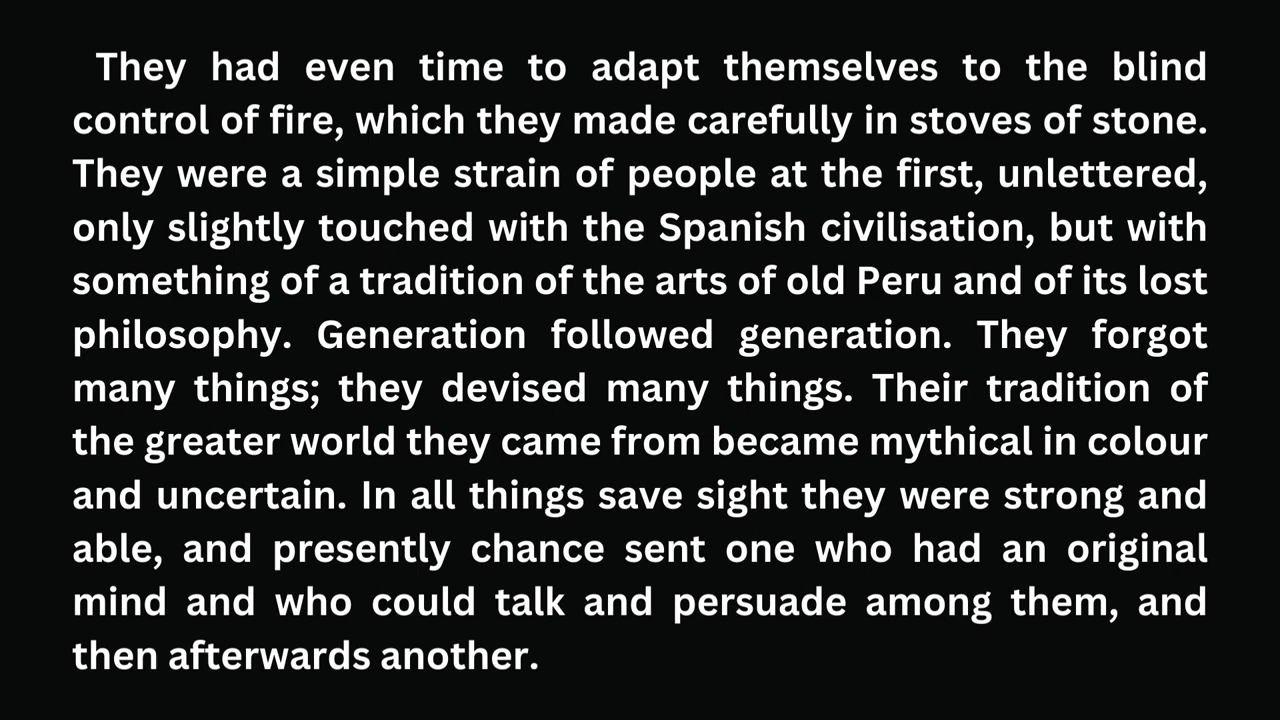 They had even time to adapt themselves to the blind
control of fire, which they made carefully in stoves of stone.
They were a simple strain of people at the first, unlettered,
only slightly touched with the Spanish civilisation, but with
something of a tradition of the arts of old Peru and of its lost
philosophy. Generation followed generation. They forgot
many things; they devised many things. Their tradition of
the greater world they came from became mythical in colour
and uncertain. In all things save sight they were strong and
able, and presently chance sent one who had an original
mind and who could talk and persuade among them, and
then afterwards another.